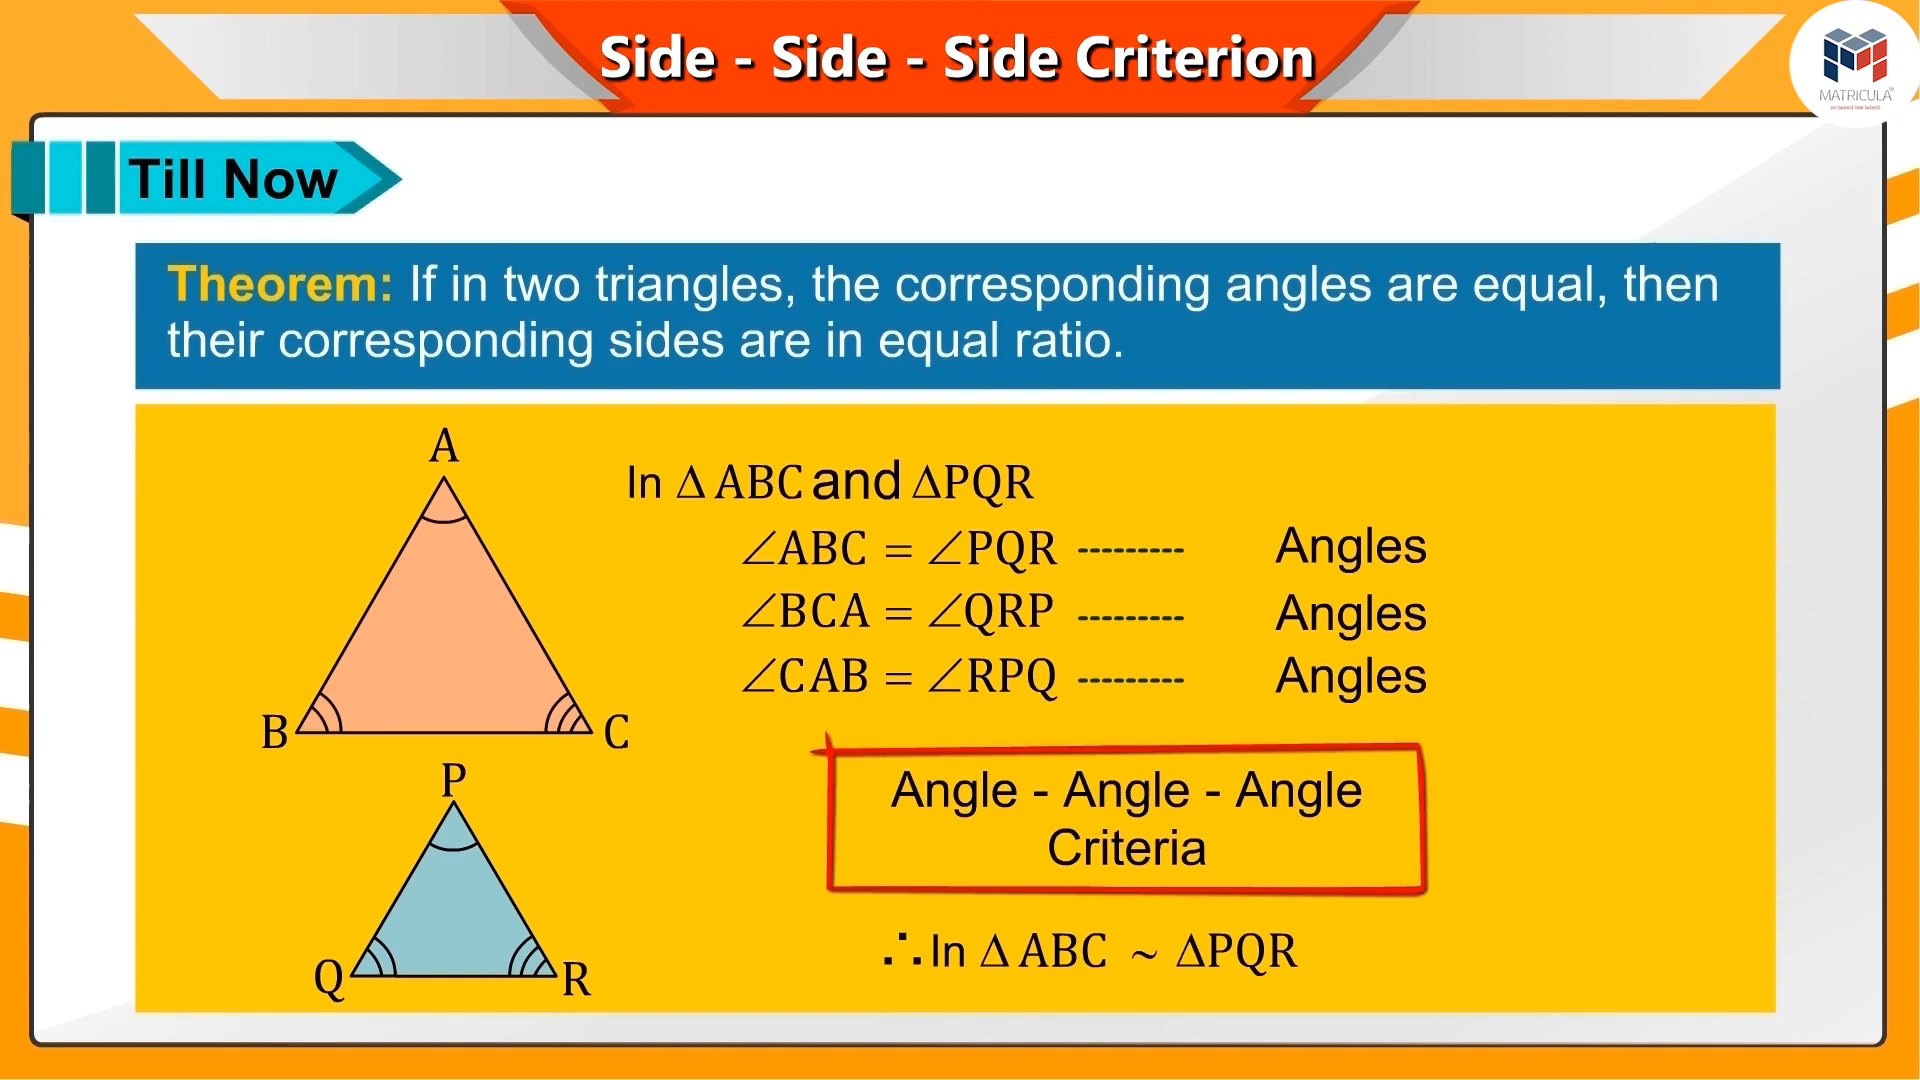 Side - Side - Side Criterion
MATRICULA®
Till Now
Theorem: If in two triangles, the corresponding angles are equal, then
their corresponding sides are in equal ratio.
A
B
C
P
Q
R
In Δ ABC and ΔPQR
∠ABC = ∠PQR --------- Angles
∠BCA = ∠QRP --------- Angles
∠CAB = ∠RPQ --------- Angles
Angle - Angle - Angle
Criteria
∴ In Δ ABC ~ ΔPQR